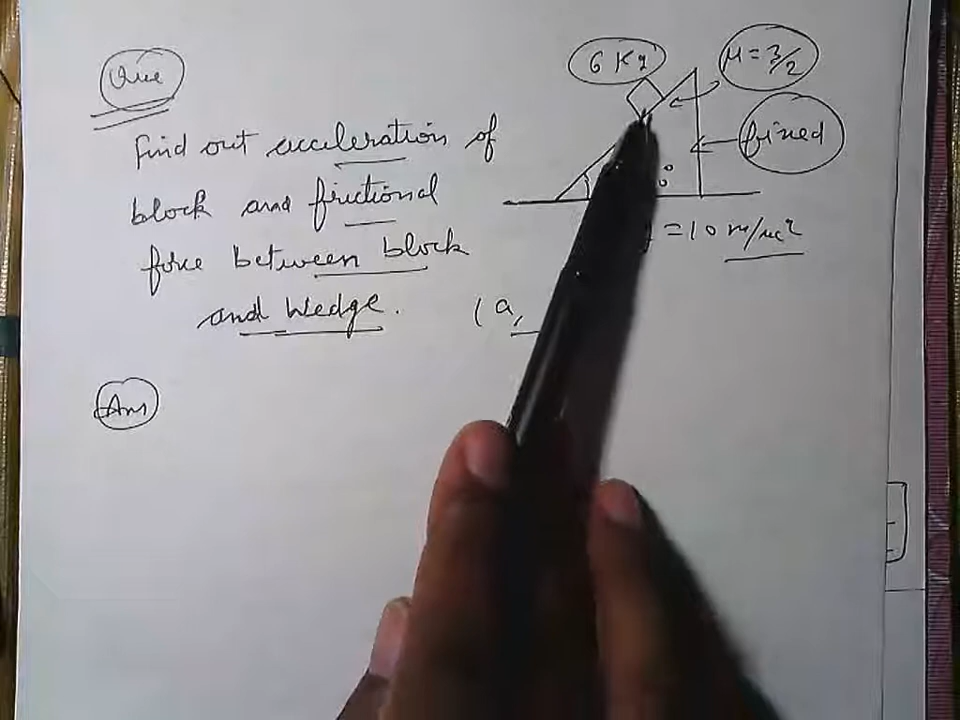 Que
find out acceleration of
block and frictional
force between block
and wedge.
6 Kg
μ = 3/2
fixed
= 10 m/sec²
(a,
Ans